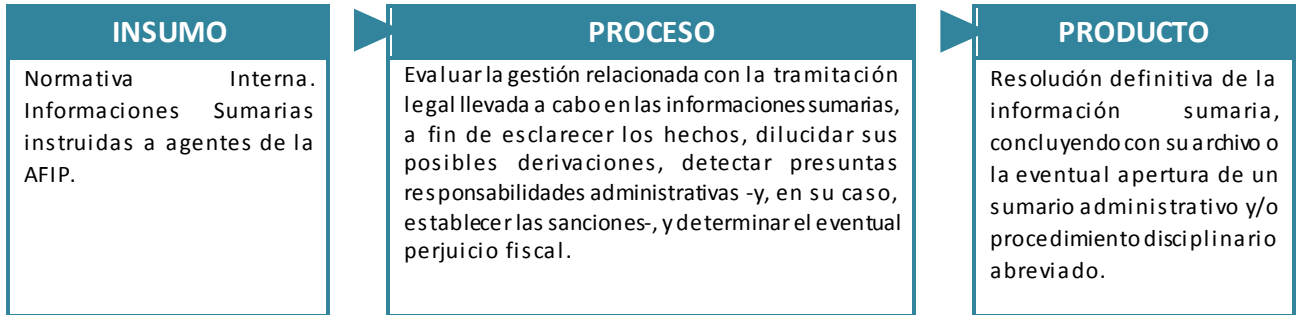 INSUMO
Normativa Interna.
Informaciones Sumarias
instruidas a agentes de la
AFIP.
PROCESO
Evaluar la gestión relacionada con la tramitación
legal llevada a cabo en las informaciones sumarias,
a fin de esclarecer los hechos, dilucidar sus
posibles derivaciones, detectar presuntas
responsabilidades administrativas -y, en su caso,
establecer las sanciones-, y determinar el eventual
perjuicio fiscal.
PRODUCTO
Resolución definitiva de la
información sumaria,
concluyendo con su archivo o
la eventual apertura de un
sumario administrativo y/o
procedimiento disciplinario
abreviado.